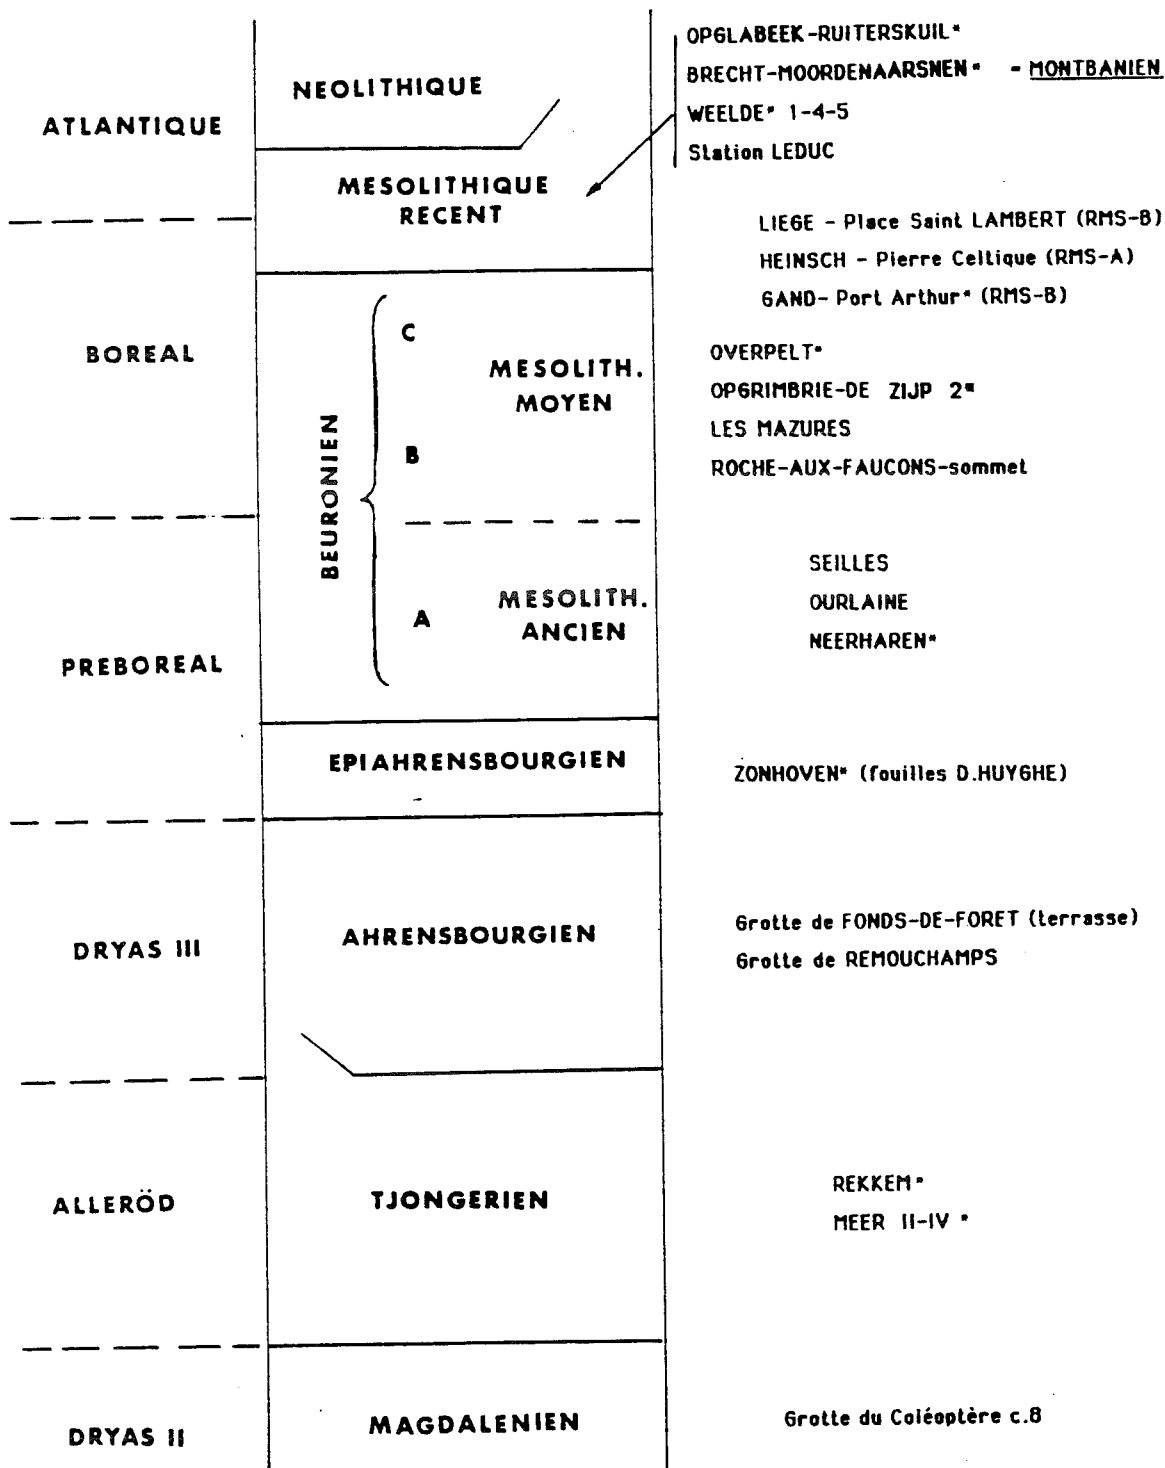 OPGLABEEK-RUITERSKUIL*
BRECHT-MOORDENAARSNEN* - MONTBANIEN
NEOLITHIQUE
WEELDE* 1-4-5
ATLANTIQUE
Station LEDUC
MESOLITHIQUE
RECENT
LIEGE - Place Saint LAMBERT (RMS-B)
HEINSCH - Pierre Celtique (RMS-A)
GAND- Port Arthur* (RMS-B)
C
BOREAL
OVERPELT*
MESOLITH.
MOYEN
OPGRIMBRIE-DE ZIJP 2*
LES MAZURES
B
ROCHE-AUX-FAUCONS-sommet
BEURONIEN
SEILLES
MESOLITH.
ANCIEN
OURLAINE
A
NEERHAREN*
PREBOREAL
EPIAHRENSBOURGIEN
ZONHOVEN* (fouilles D.HUYGHE)
Grotte de FONDS-DE-FORET (terrasse)
DRYAS III
AHRENSBOURGIEN
Grotte de REMOUCHAMPS
REKKEM*
ALLERÖD
TJONGERIEN
MEER II-IV *
DRYAS II
MAGDALENIEN
Grotte du Coléoptère c.8